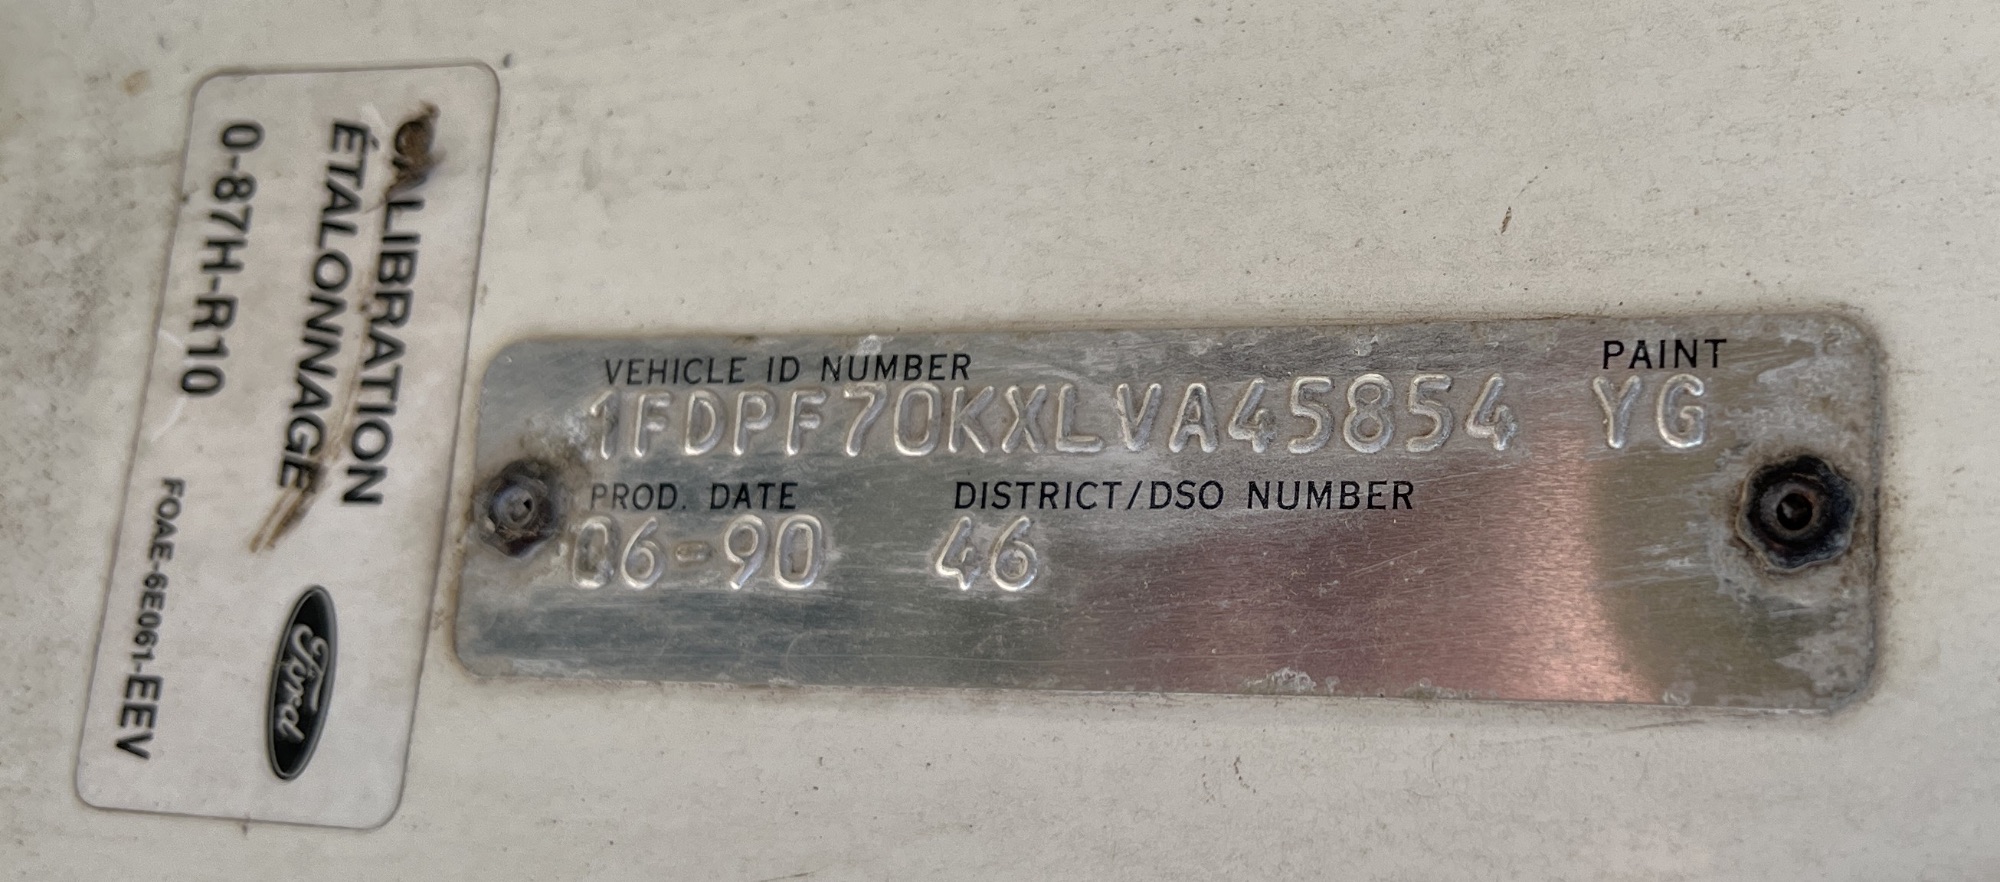 CALIBRATION
ÉTALONNAGE
0-87H-R10
FOAE-6E061-EEV
Ford
VEHICLE ID NUMBER
PAINT
1FDPF70KXLVA45854 YG
PROD. DATE
DISTRICT/DSO NUMBER
06-90 46